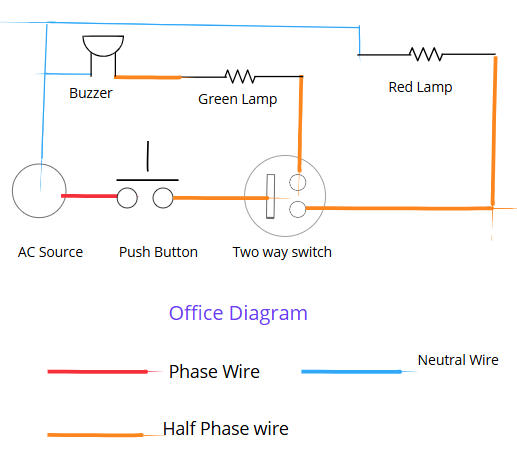 Buzzer
Green Lamp
Red Lamp
AC Source
Push Button
Two way switch
Office Diagram
Phase Wire
Neutral Wire
Half Phase wire